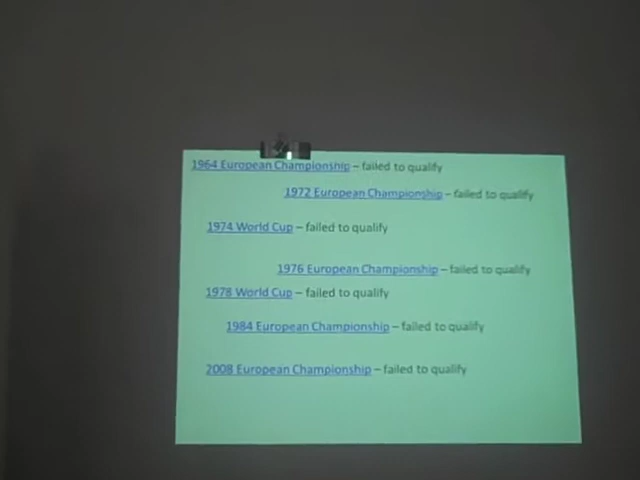 1964 European Championship – failed to qualify
1972 European Championship – failed to qualify
1974 World Cup – failed to qualify
1976 European Championship – failed to qualify
1978 World Cup – failed to qualify
1984 European Championship – failed to qualify
2008 European Championship – failed to qualify